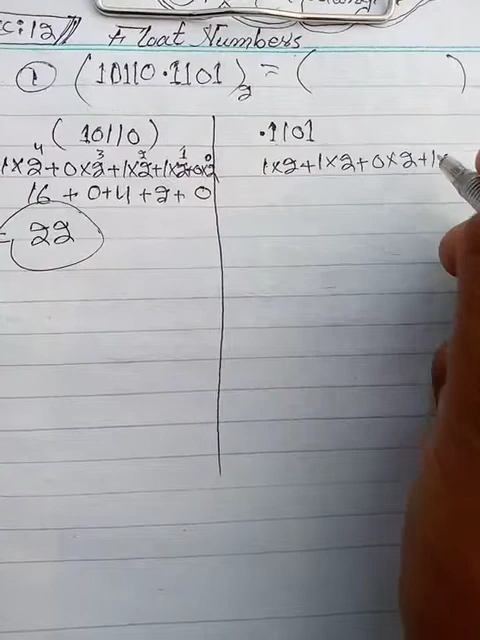 Float Numbers
① (10110.1101)₂ = ( )
(10110)
1×2⁴+0×2³+1×2²+1×2¹+0×2⁰
16 + 0+4+2+0
= 22
.1101
1×2+1×2+0×2+1×